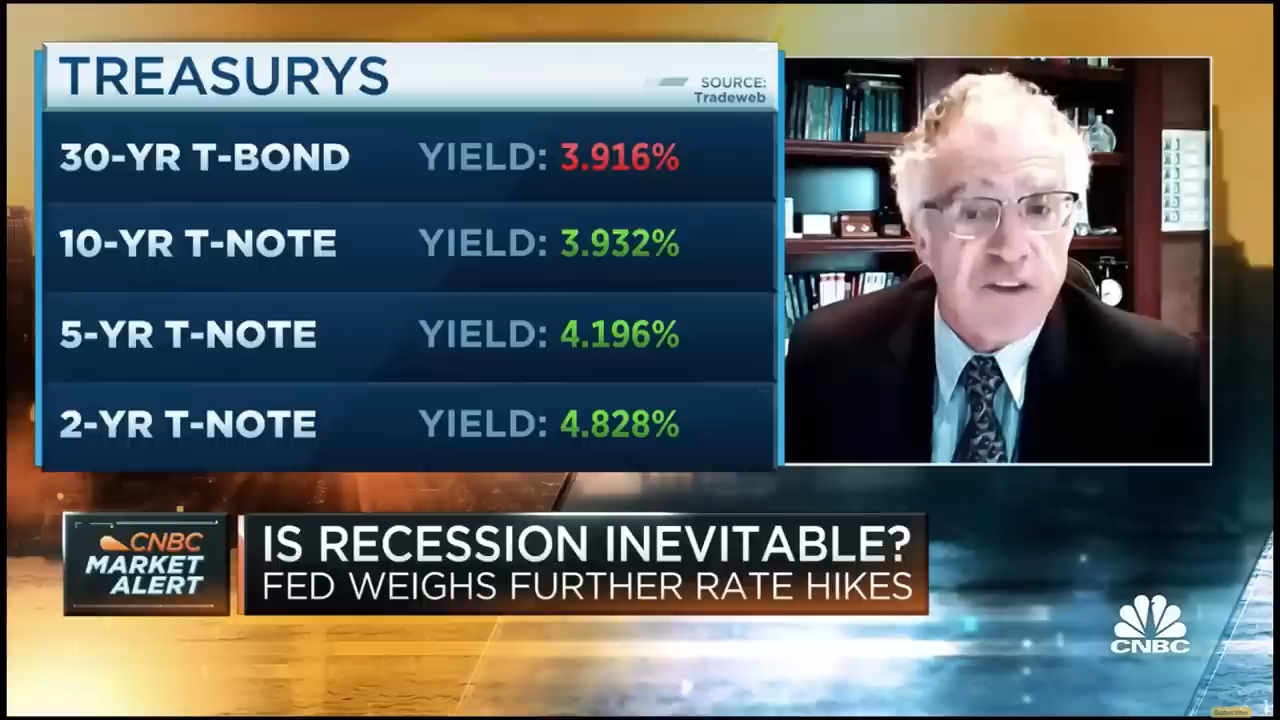 TREASURYS
SOURCE:
Tradeweb
30-YR T-BOND YIELD: 3.916%
10-YR T-NOTE YIELD: 3.932%
5-YR T-NOTE YIELD: 4.196%
2-YR T-NOTE YIELD: 4.828%
CNBC
MARKET
ALERT
IS RECESSION INEVITABLE?
FED WEIGHS FURTHER RATE HIKES
CNBC